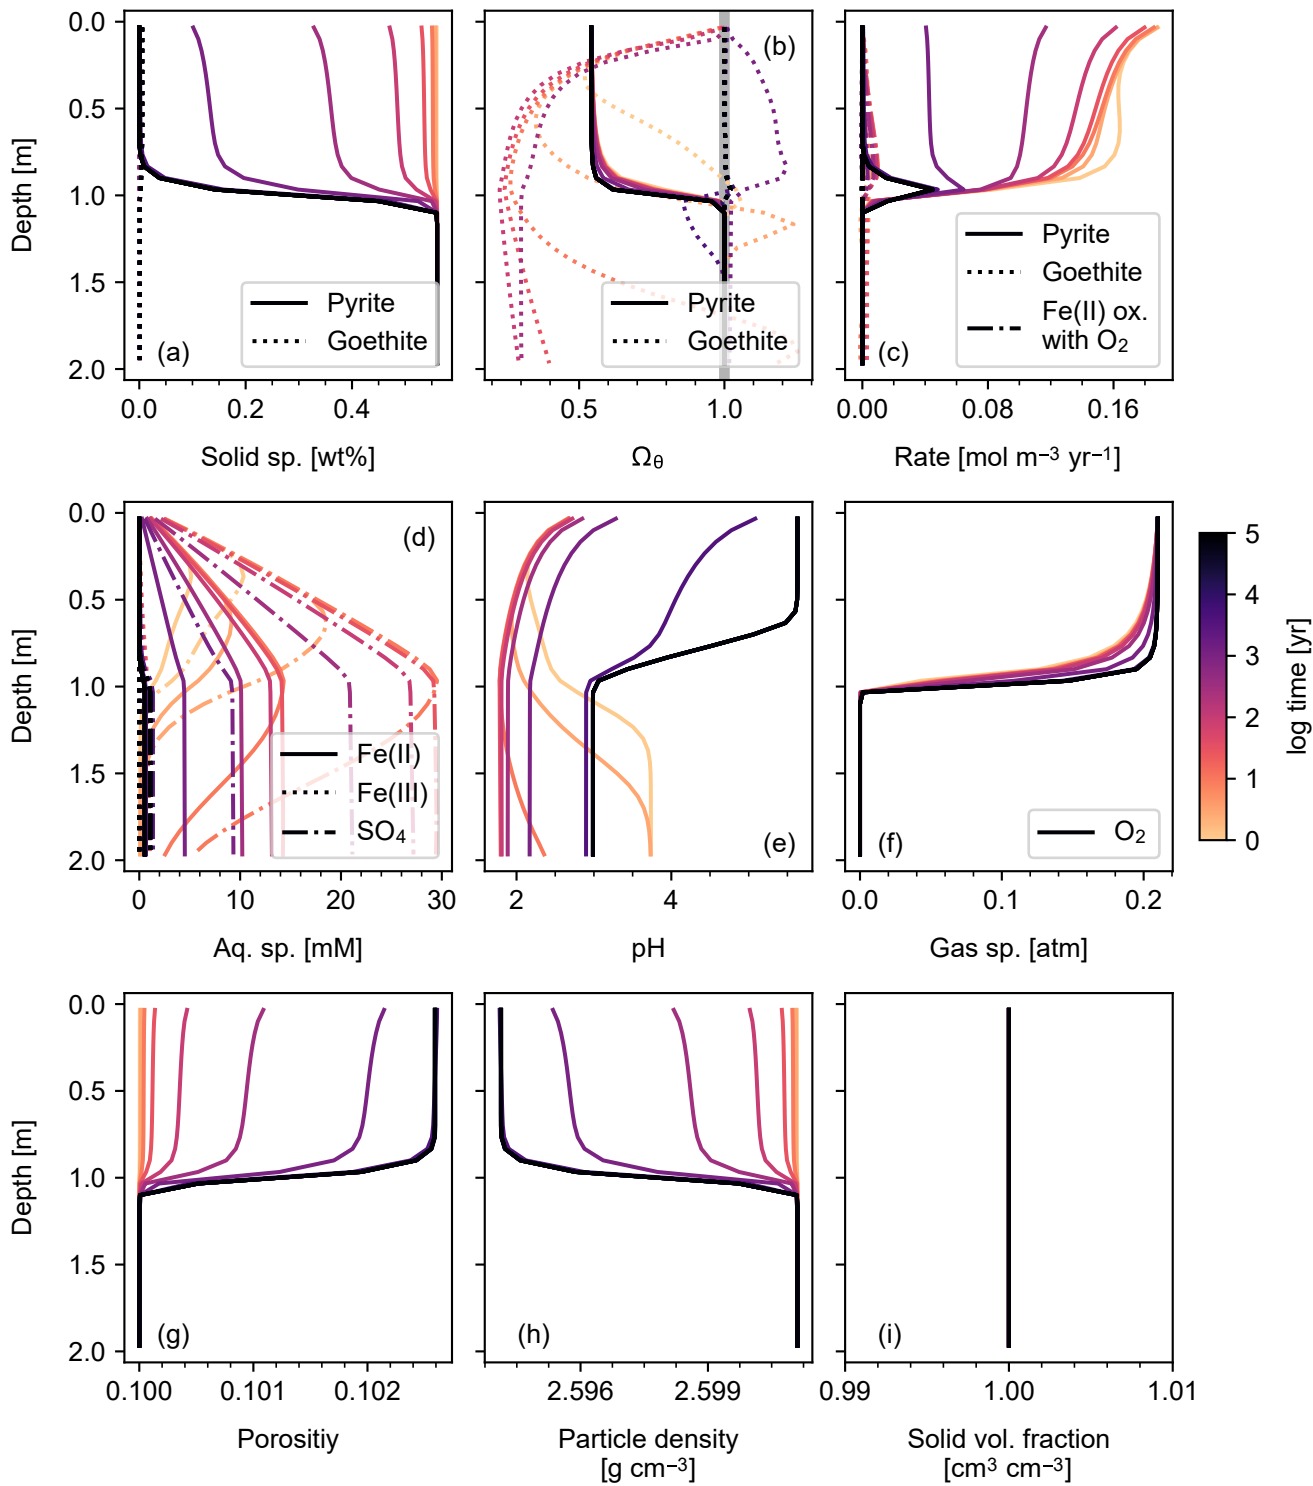 0.0
0.5
1.0
1.5
2.0
Depth [m]
Pyrite
Goethite
(a)
0.0
0.2
0.4
Solid sp. [wt%]
(b)
Pyrite
Goethite
0.5
1.0
Ωθ
Pyrite
Goethite
Fe(II) ox.
with O₂
(c)
0.00
0.08
0.16
Rate [mol m⁻³ yr⁻¹]
0.0
0.5
1.0
1.5
2.0
Depth [m]
(d)
Fe(II)
Fe(III)
SO₄
0
10
20
30
Aq. sp. [mM]
(e)
2
4
pH
(f)
O₂
0.0
0.1
0.2
Gas sp. [atm]
5
4
3
2
1
0
log time [yr]
0.0
0.5
1.0
1.5
2.0
Depth [m]
(g)
0.100
0.101
0.102
Porositiy
(h)
2.596
2.599
Particle density
[g cm⁻³]
(i)
0.99
1.00
1.01
Solid vol. fraction
[cm³ cm⁻³]